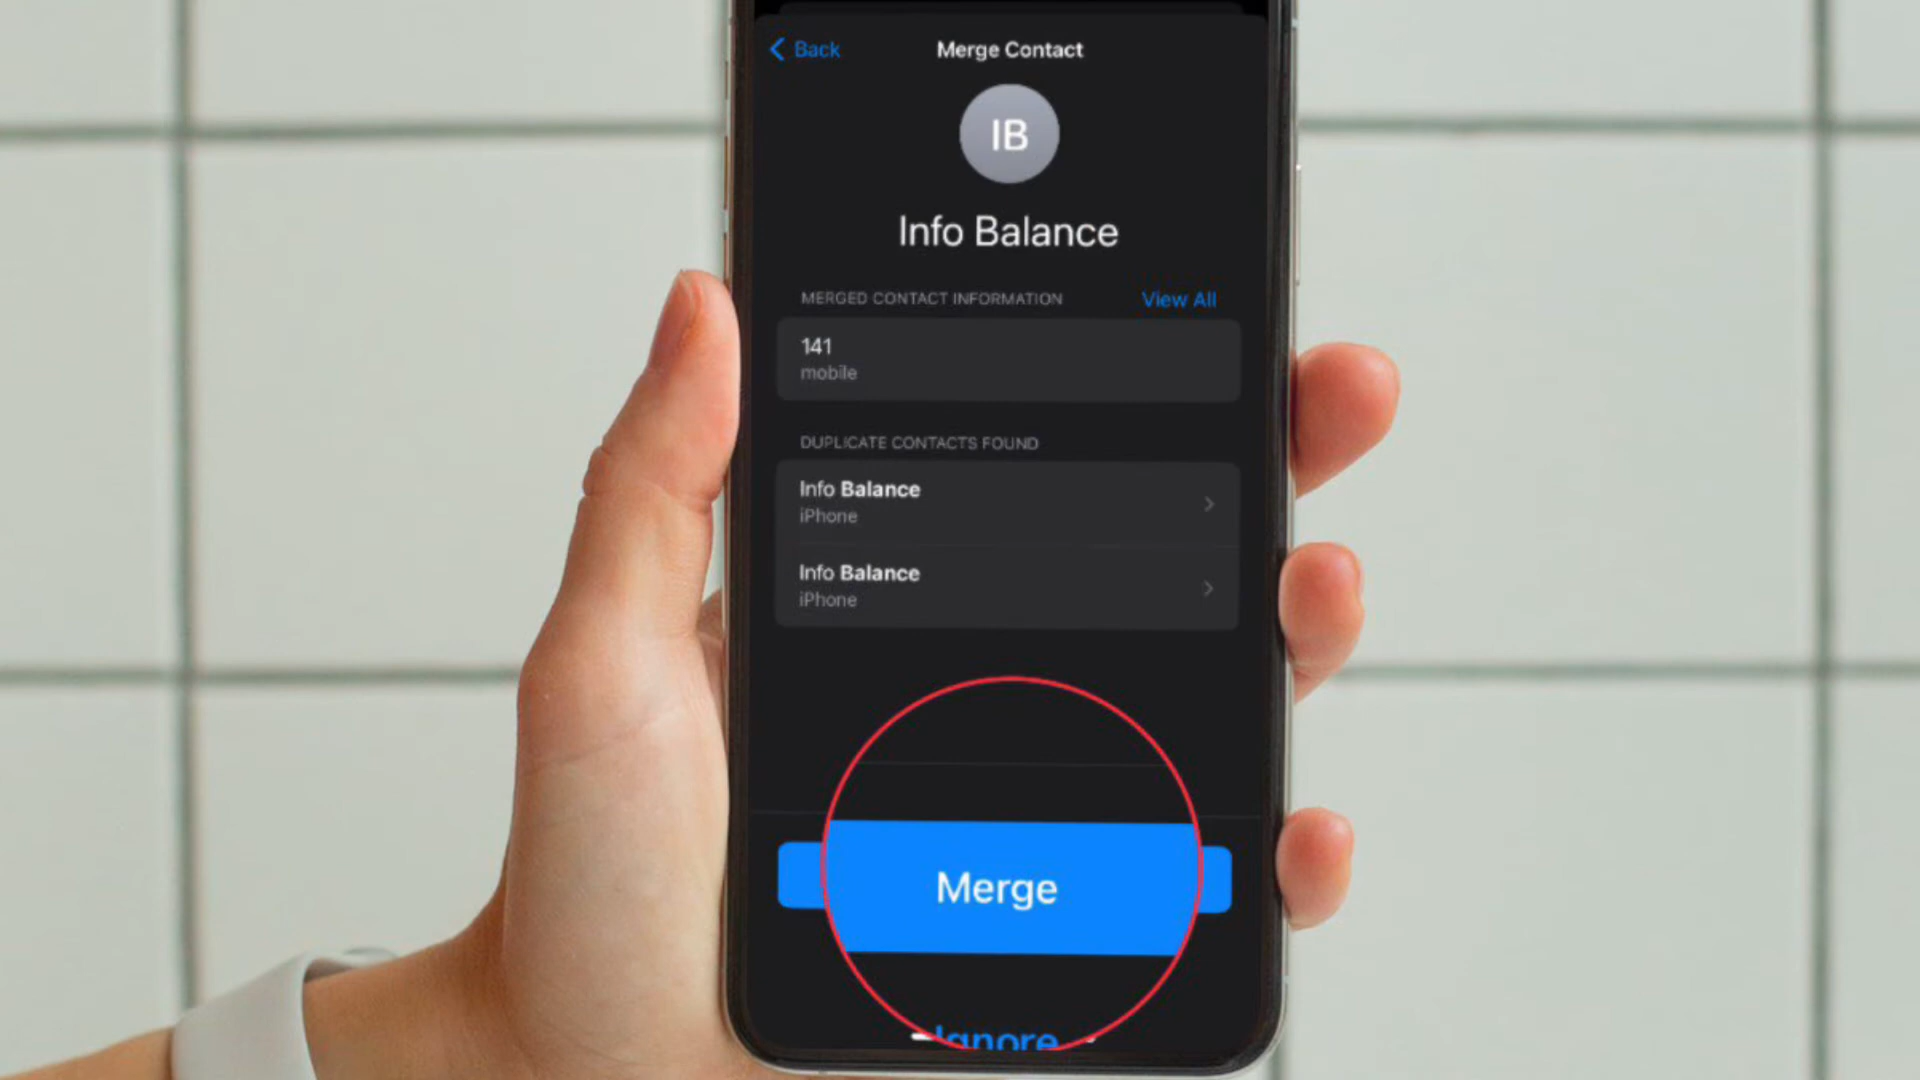 Back
Merge Contact
IB
Info Balance
MERGED CONTACT INFORMATION
View All
141
mobile
DUPLICATE CONTACTS FOUND
Info Balance
iPhone
Info Balance
iPhone
Merge
Ignore